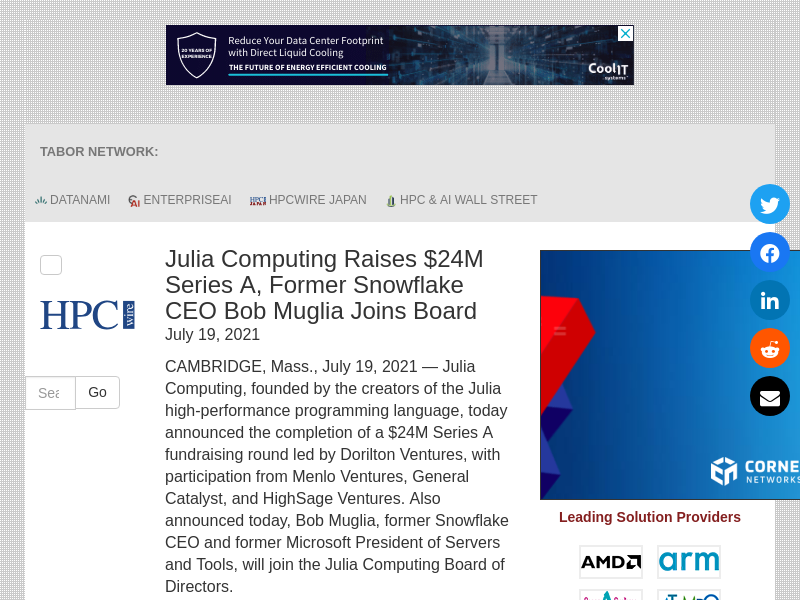 20 YEARS OF
EXPERIENCE
Reduce Your Data Center Footprint
with Direct Liquid Cooling
THE FUTURE OF ENERGY EFFICIENT COOLING
CoolIT
systems
TABOR NETWORK:
DATANAMI
ENTERPRISEAI
HPCWIRE JAPAN
HPC & AI WALL STREET
HPC wire
Sea
Go
Julia Computing Raises $24M
Series A, Former Snowflake
CEO Bob Muglia Joins Board
July 19, 2021
CAMBRIDGE, Mass., July 19, 2021 — Julia
Computing, founded by the creators of the Julia
high-performance programming language, today
announced the completion of a $24M Series A
fundraising round led by Dorilton Ventures, with
participation from Menlo Ventures, General
Catalyst, and HighSage Ventures. Also
announced today, Bob Muglia, former Snowflake
CEO and former Microsoft President of Servers
and Tools, will join the Julia Computing Board of
Directors.
in
CORNE
NETWORKS
Leading Solution Providers
AMD
arm